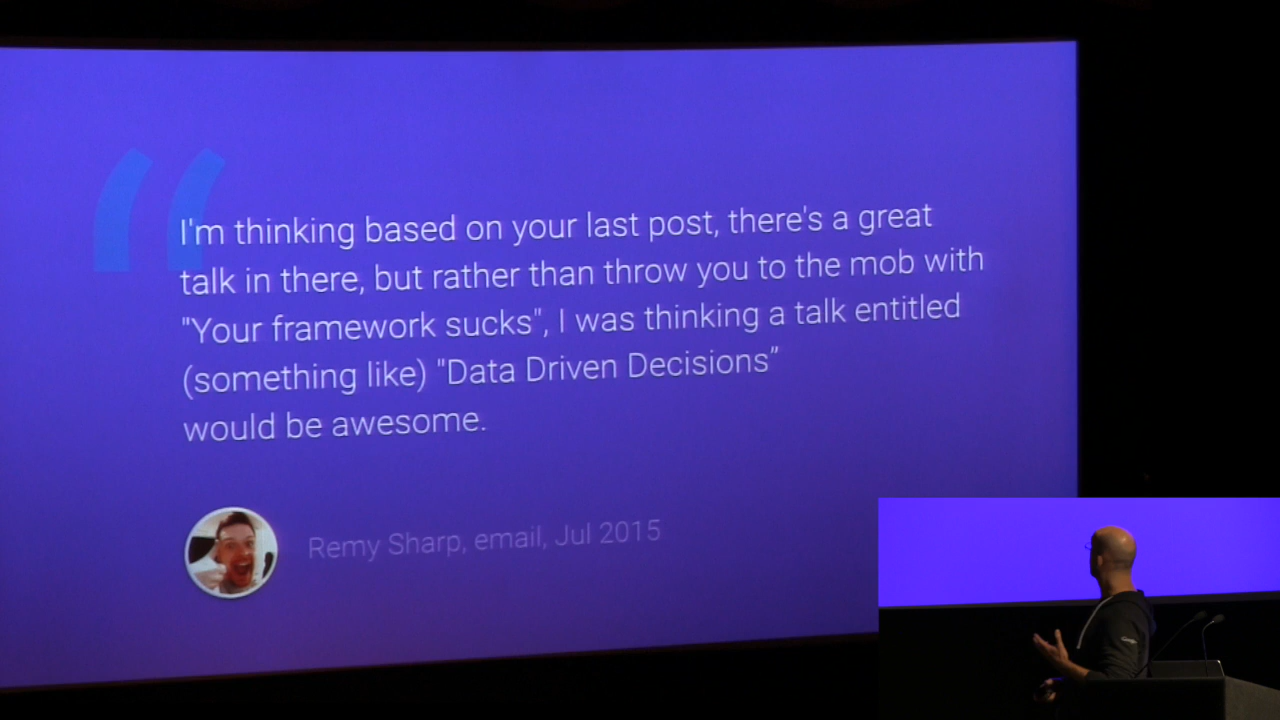 I'm thinking based on your last post, there's a great
talk in there, but rather than throw you to the mob with
"Your framework sucks", I was thinking a talk entitled
(something like) "Data Driven Decisions”
would be awesome.
Remy Sharp, email, Jul 2015